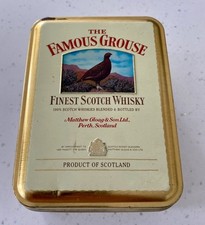 THE
FAMOUS GROUSE
FINEST SCOTCH WHISKY
Matthew Gloag & Son Ltd.,
Perth, Scotland
PRODUCT OF SCOTLAND